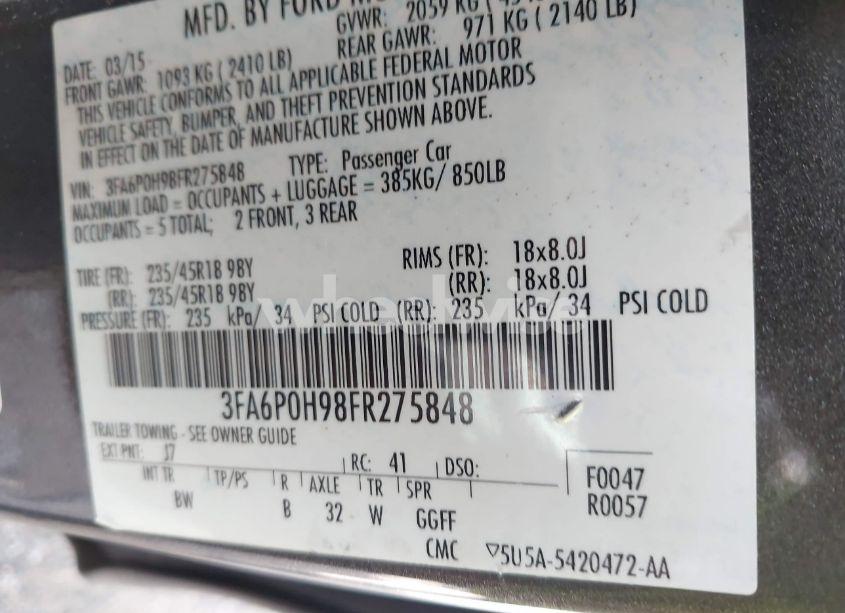 MFD. BY FORD
GVWR: 2059 KG
DATE: 03/15
FRONT GAWR: 1093 KG ( 2410 LB)
REAR GAWR: 971 KG ( 2140 LB)
THIS VEHICLE CONFORMS TO ALL APPLICABLE FEDERAL MOTOR
VEHICLE SAFETY, BUMPER, AND THEFT PREVENTION STANDARDS
IN EFFECT ON THE DATE OF MANUFACTURE SHOWN ABOVE.
VIN: 3FA6P0H98FR275848 TYPE: Passenger Car
MAXIMUM LOAD = OCCUPANTS + LUGGAGE = 385KG/ 850LB
OCCUPANTS = 5 TOTAL; 2 FRONT, 3 REAR
TIRE (FR): 235/45R18 98Y RIMS (FR): 18x8.0J
(RR): 235/45R18 98Y (RR): 18x8.0J
PRESSURE (FR): 235 kPa/ 34 PSI COLD (RR): 235 kPa/ 34 PSI COLD
3FA6P0H98FR275848
TRAILER TOWING - SEE OWNER GUIDE
EXT PNT: J7 RC: 41 DSO:
INT TR TP/PS R AXLE TR SPR
BW B 32 W GGFF
F0047
R0057
CMC 5U5A-5420472-AA